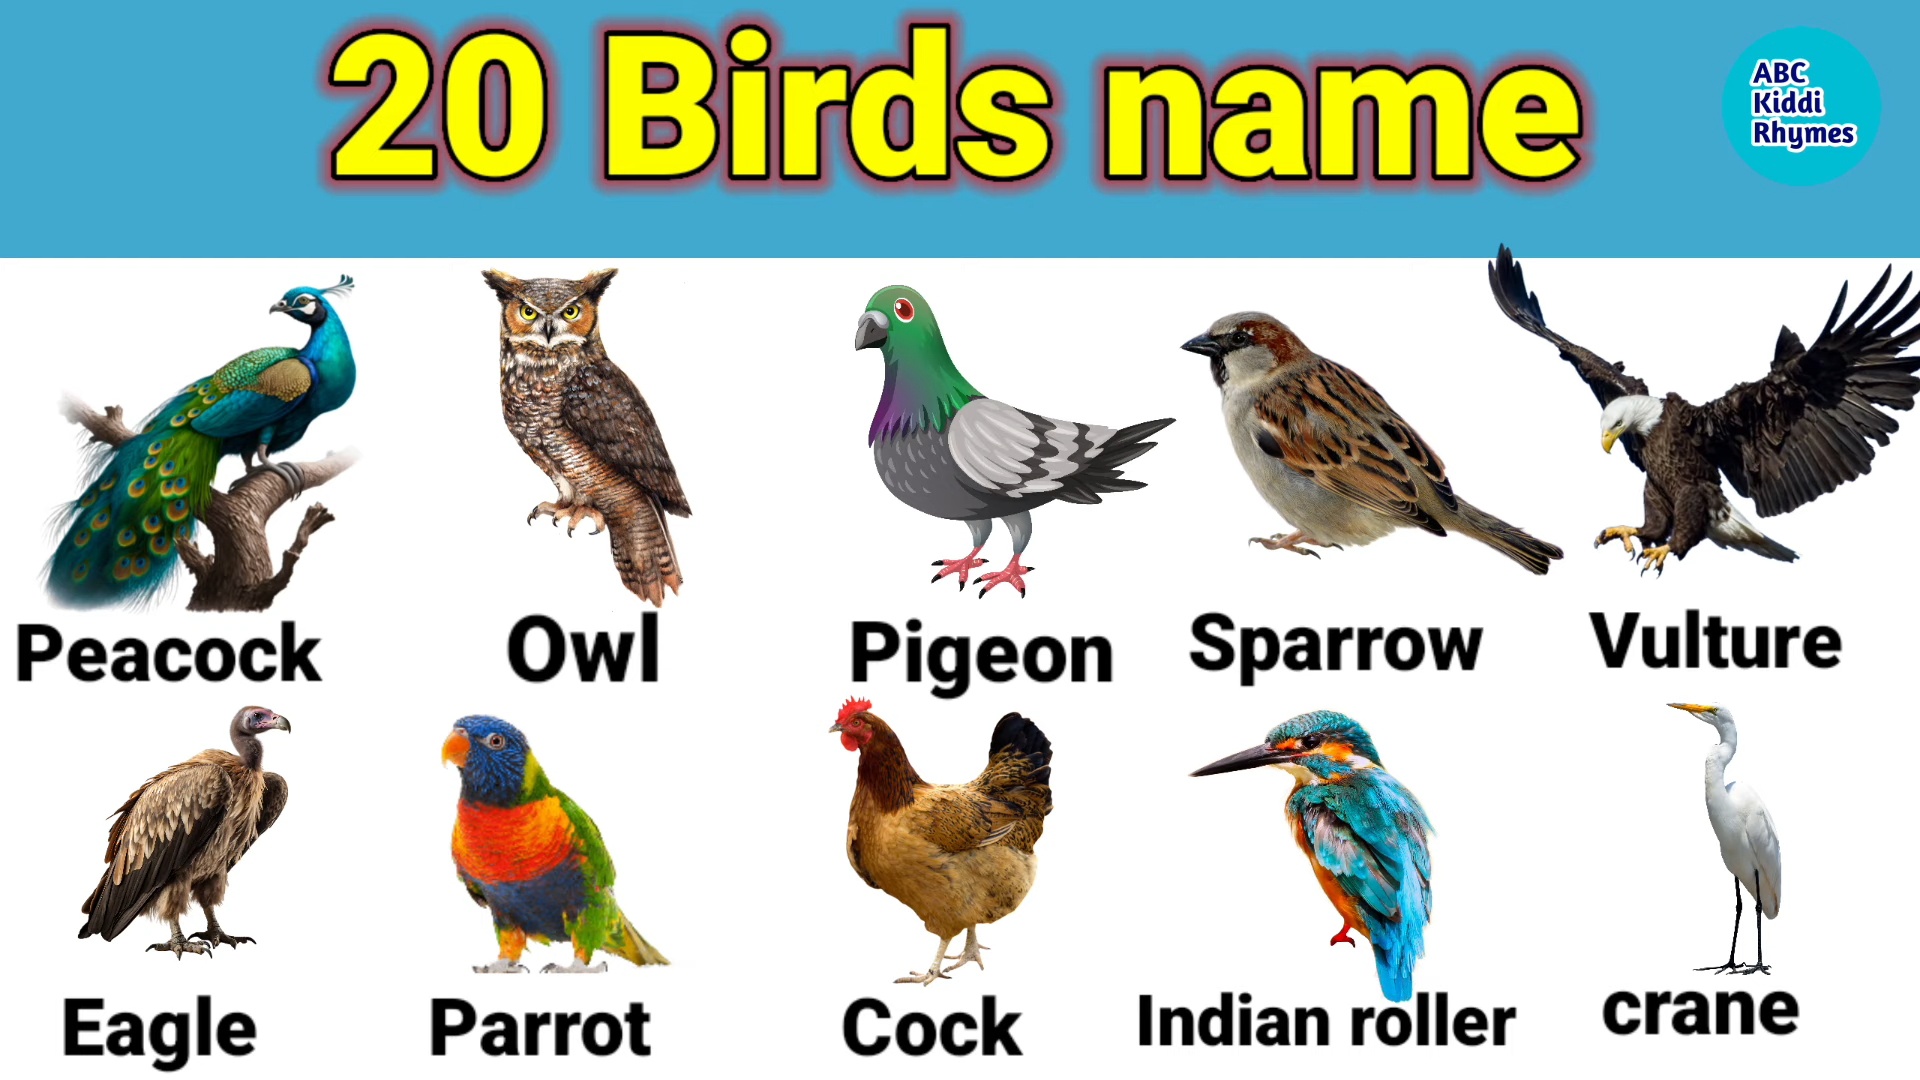 20 Birds name
ABC
Kiddi
Rhymes
Peacock
Owl
Pigeon
Sparrow
Vulture
Eagle
Parrot
Cock
Indian roller
crane